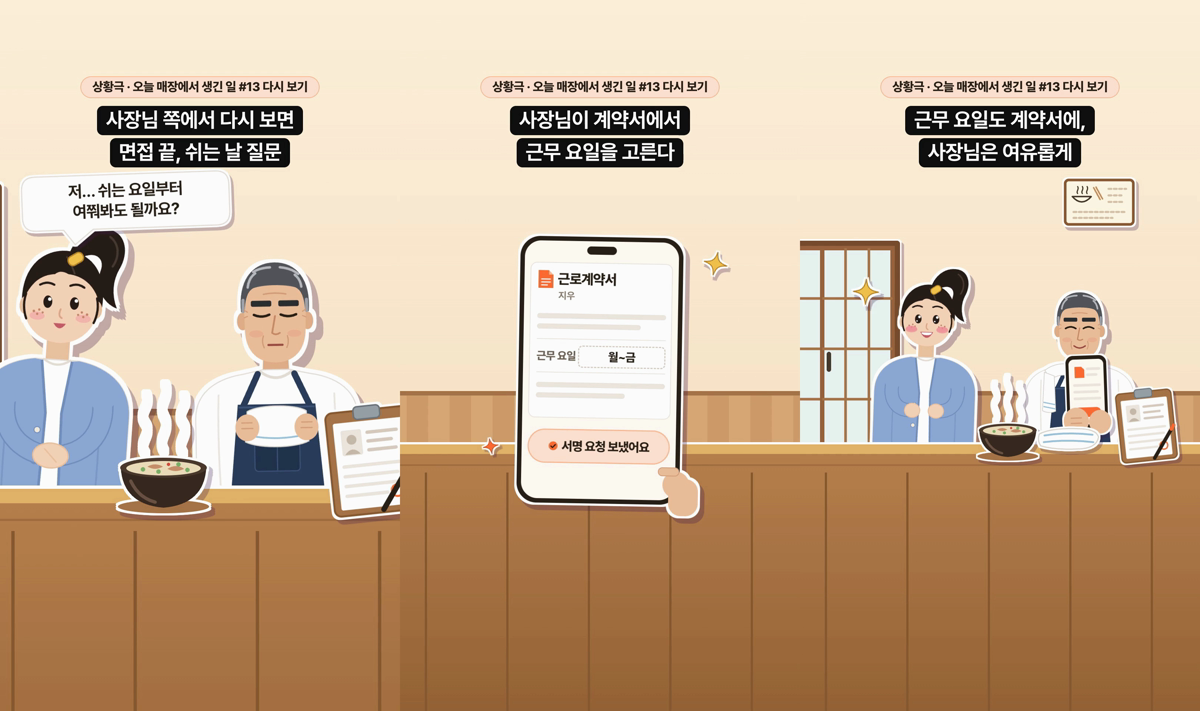 상황극 · 오늘 매장에서 생긴 일 #13 다시 보기
사장님 쪽에서 다시 보면
면접 끝, 쉬는 날 질문
저... 쉬는 요일부터
여쭤봐도 될까요?
상황극 · 오늘 매장에서 생긴 일 #13 다시 보기
사장님이 계약서에서
근무 요일을 고른다
근로계약서
지우
근무 요일 월~금
서명 요청 보냈어요
상황극 · 오늘 매장에서 생긴 일 #13 다시 보기
근무 요일도 계약서에,
사장님은 여유롭게